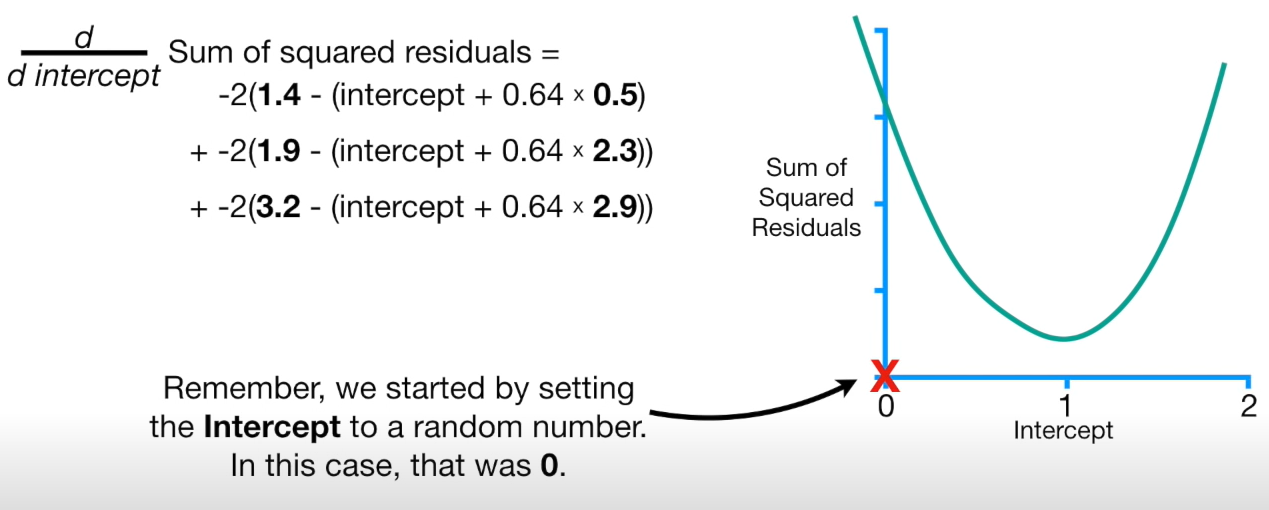 d
d intercept
Sum of squared residuals =
-2(1.4 - (intercept + 0.64 × 0.5)
+ -2(1.9 - (intercept + 0.64 × 2.3))
+ -2(3.2 - (intercept + 0.64 × 2.9))
Remember, we started by setting
the Intercept to a random number.
In this case, that was 0.
Sum of
Squared
Residuals
X
0 1 2
Intercept